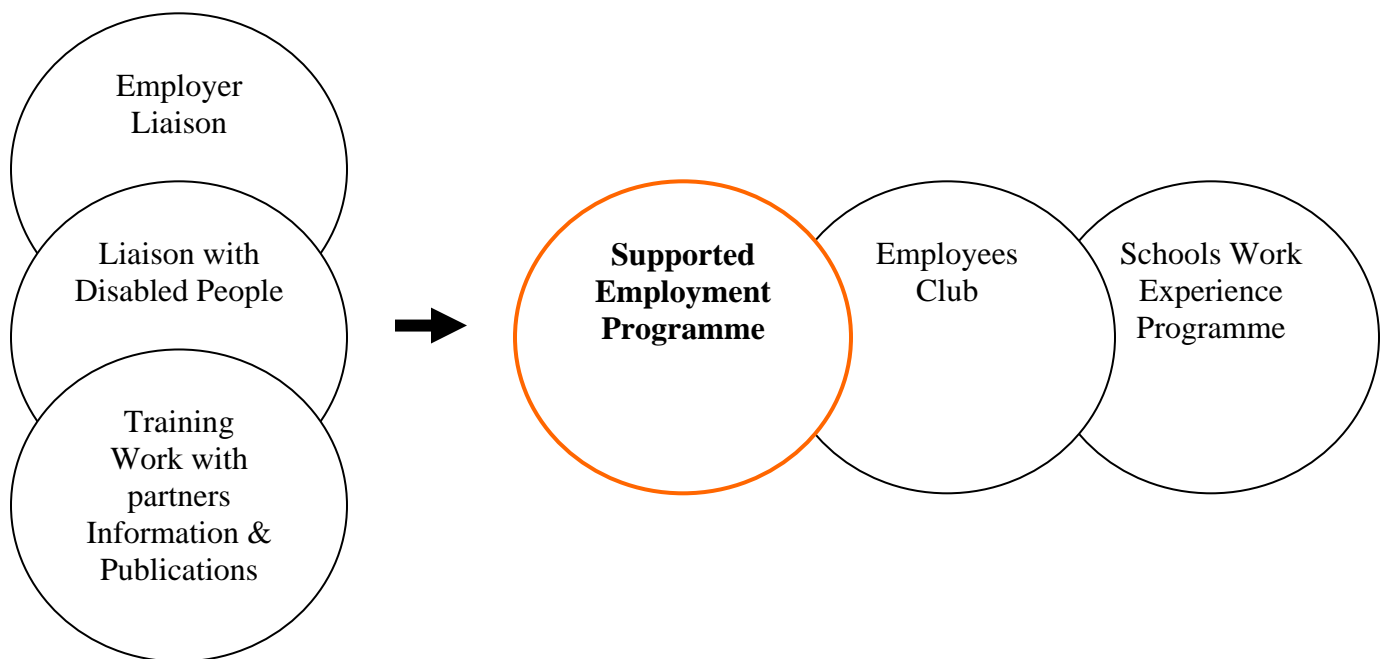 Employer
Liaison
Liaison with
Disabled People
Training
Work with
partners
Information &
Publications
Supported
Employment
Programme
Employees
Club
Schools Work
Experience
Programme